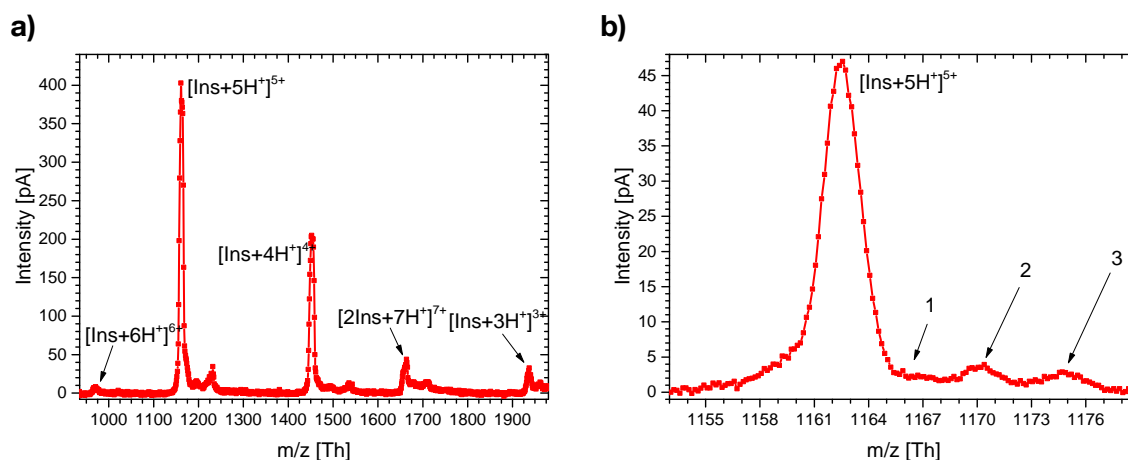 a)
[Ins+5H⁺]⁵⁺
[Ins+4H⁺]⁴⁺
[2Ins+7H⁺]⁷⁺ [Ins+3H⁺]³⁺
[Ins+6H⁺]⁶⁺
400
350
300
250
200
150
100
50
0
Intensity [pA]
1000 1100 1200 1300 1400 1500 1600 1700 1800 1900
m/z [Th]
b)
[Ins+5H⁺]⁵⁺
1
2
3
45
40
35
30
25
20
15
10
5
0
Intensity [pA]
1155 1158 1161 1164 1167 1170 1173 1176
m/z [Th]